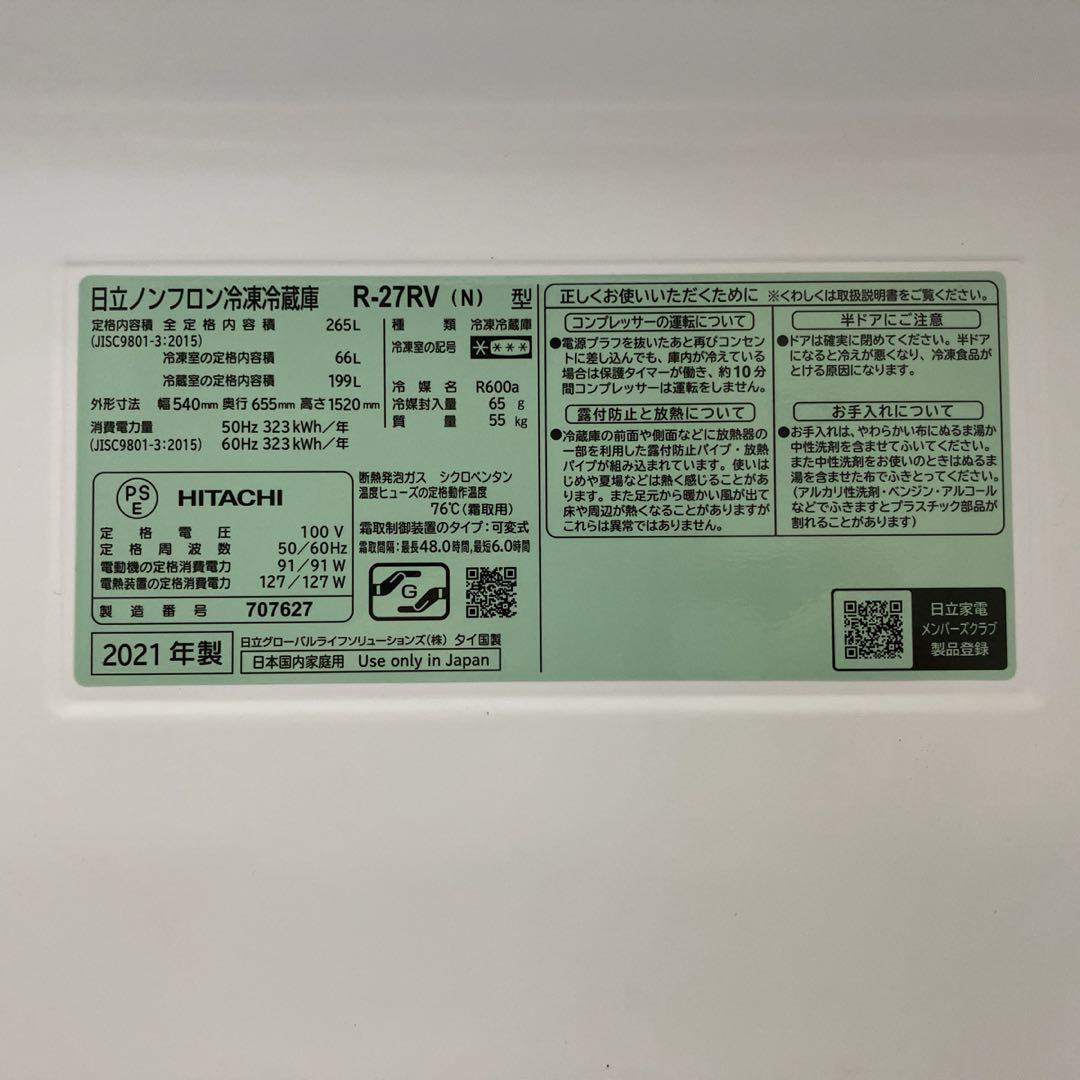 日立ノンフロン冷凍冷蔵庫 R-27RV (N) 型
定格内容積 全定格内容積 265L
(JISC9801-3:2015)
冷凍室の定格内容積 66L
冷蔵室の定格内容積 199L
外形寸法 幅540mm 奥行655mm 高さ1520mm
消費電力量 50Hz 323kWh/年
(JISC9801-3:2015) 60Hz 323kWh/年
種類 冷凍冷蔵庫
冷凍室の記号 ****
冷媒名 R600a
冷媒封入量 65 g
質量 55 kg
PSE HITACHI
定格電圧 100 V
定格周波数 50/60Hz
電動機の定格消費電力 91/91 W
電熱装置の定格消費電力 127/127 W
製造番号 707627
断熱発泡ガス シクロペンタン
温度ヒューズの定格動作温度
76℃(霜取用)
霜取制御装置のタイプ:可変式
霜取間隔:最長48.0時間,最短6.0時間
G
2021年製
日立グローバルライフソリューションズ(株) タイ国製
日本国内家庭用 Use only in Japan
正しくお使いいただくために ※くわしくは取扱説明書をご覧ください。
コンプレッサーの運転について
●電源プラフを抜いたあと再びコンセン
トに差し込んでも、庫内が冷えている
場合は保護タイマーが働き、約10分
間コンプレッサーは運転をしません。
露付防止と放熱について
●冷蔵庫の前面や側面などに放熱器の
一部を利用した露付防止パイプ・放熱
パイプが組み込まれています。使いは
じめや夏場などは熱く感じることがあ
ります。また足元から暖かい風が出て
床や周辺が熱くなることがありますが
これらは異常ではありません。
半ドアにご注意
●ドアは確実に閉めてください。半ドア
になると冷えが悪くなり、冷凍食品が
とける原因になります。
お手入れについて
●お手入れは、やわらかい布にぬるま湯か
中性洗剤を含ませてふいてください。
また中性洗剤をお使いのときはぬるま
湯を含ませた布でふきとってください。
(アルカリ性洗剤・ベンジン・アルコール
などでふきますとプラスチック部品が
割れることがあります)
日立家電
メンバーズクラブ
製品登録